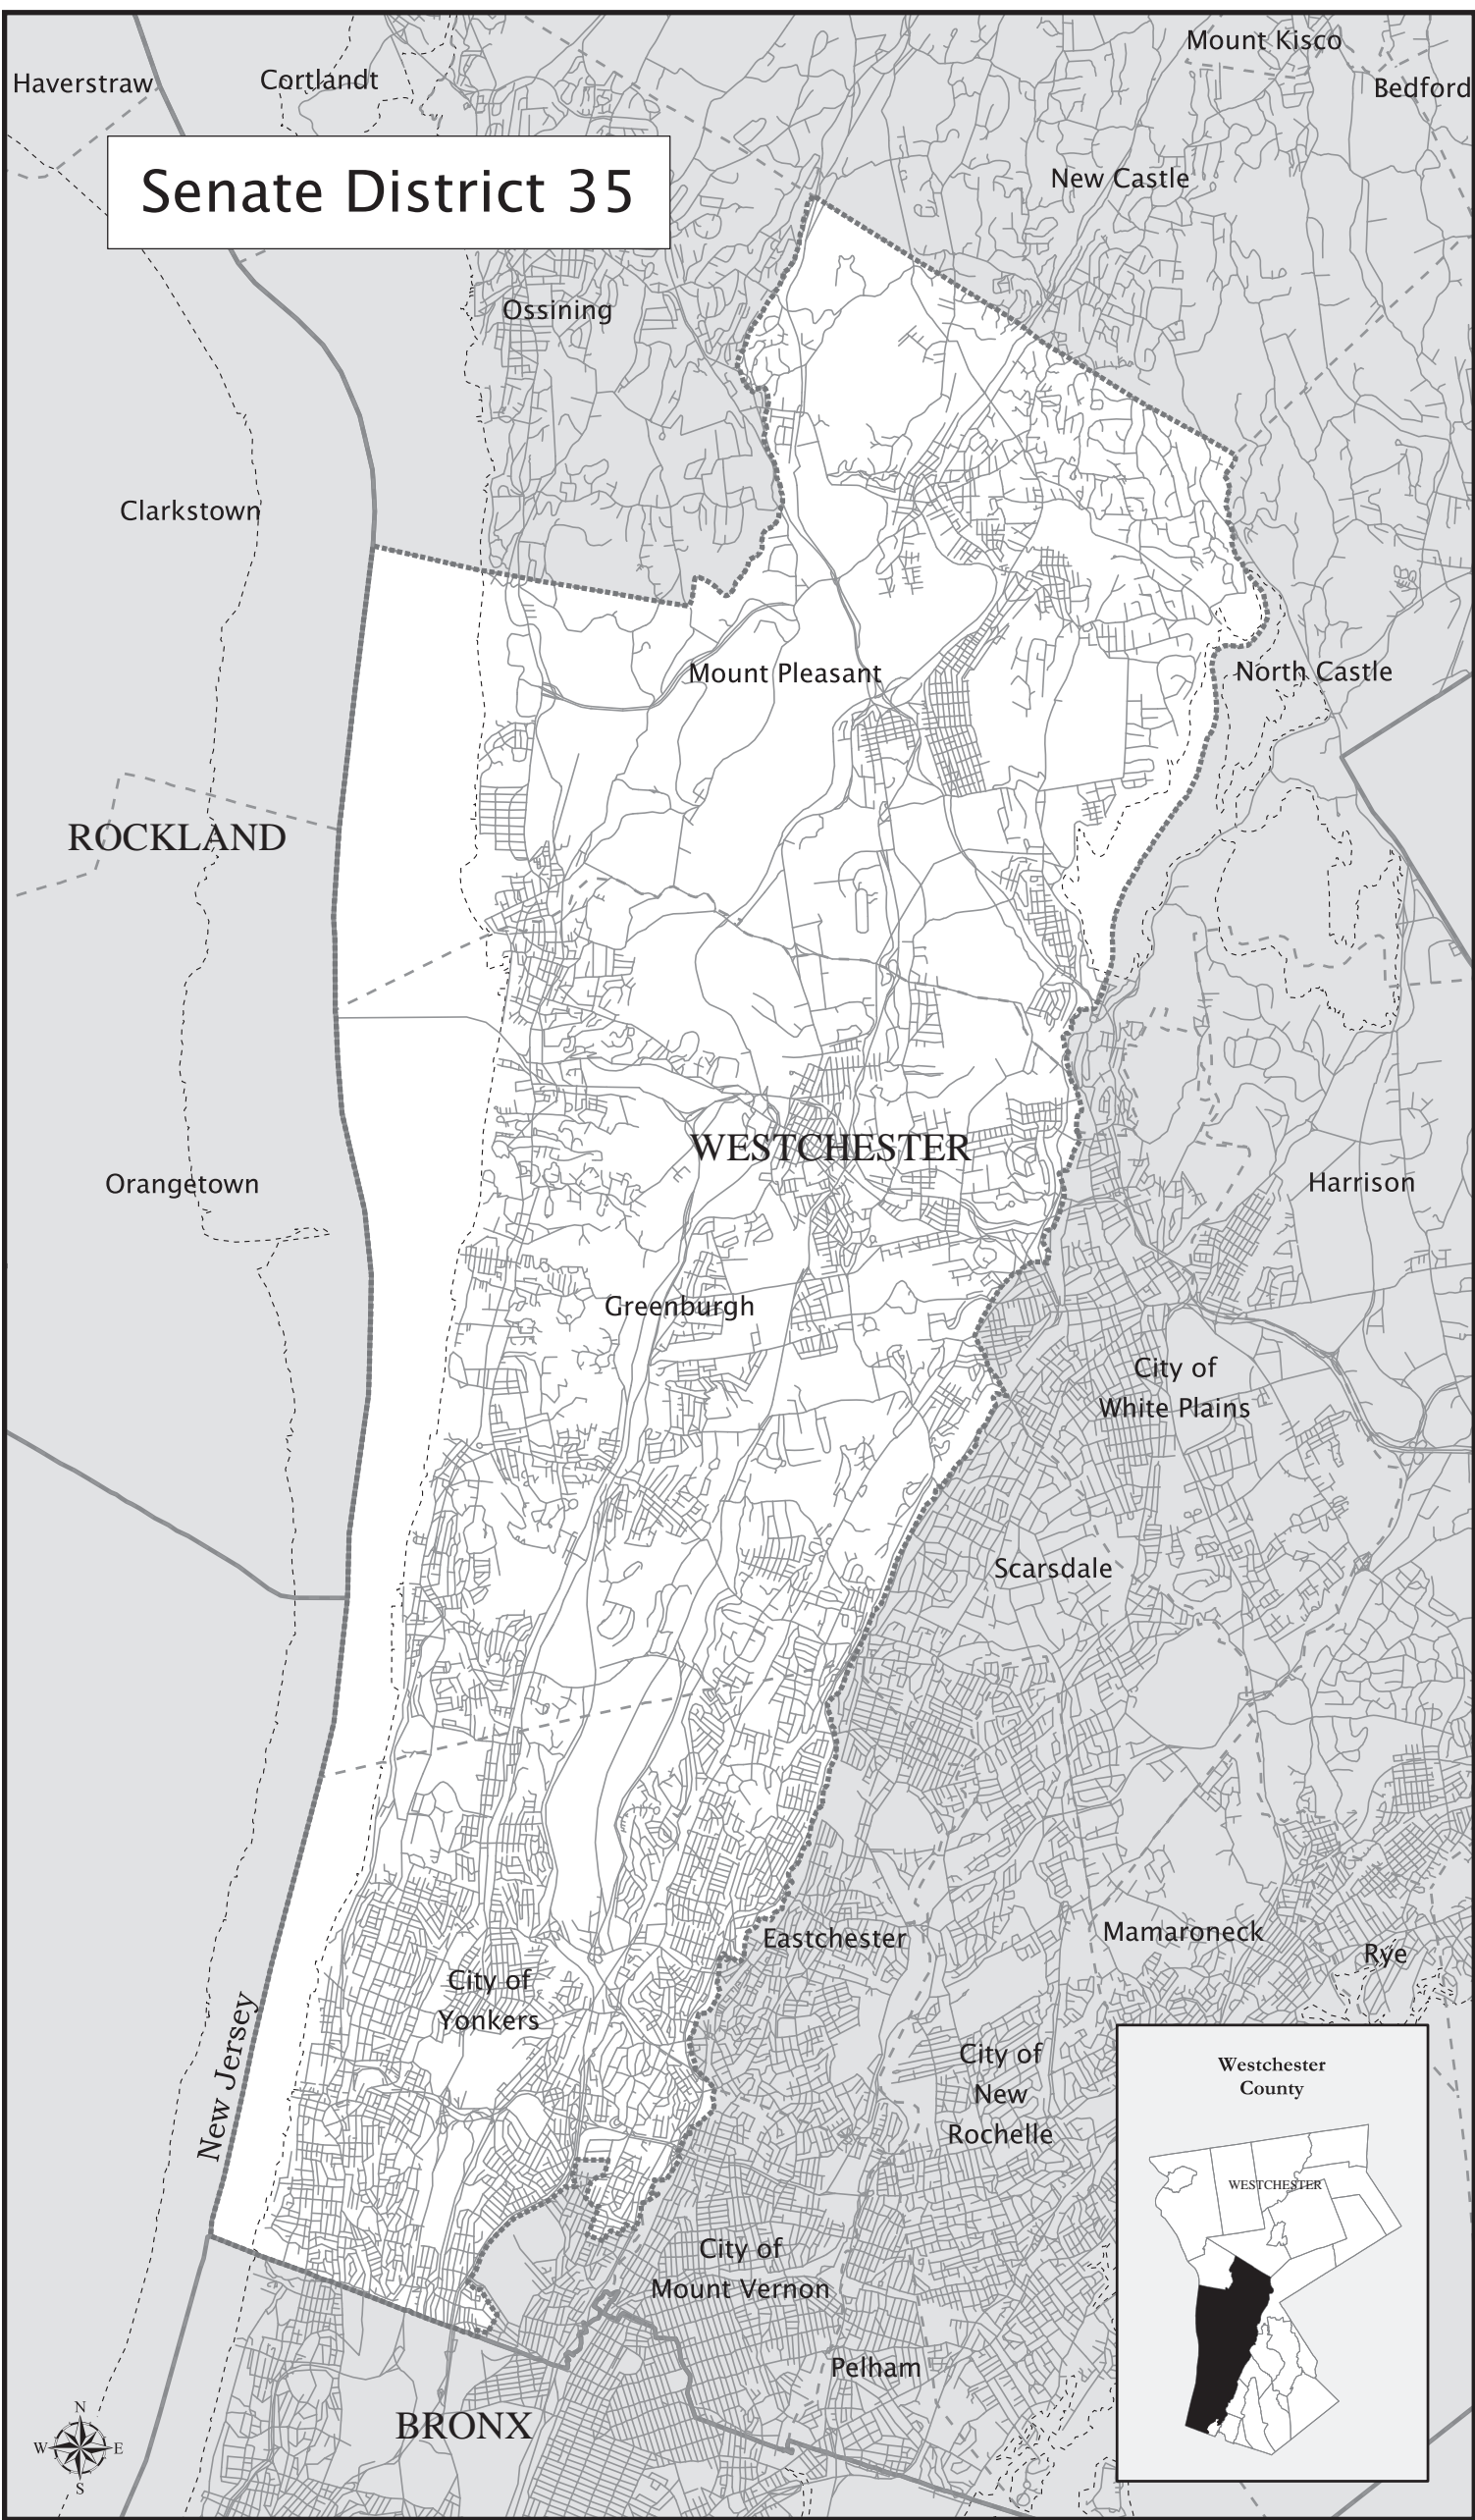 Mount Kisco
Haverstraw
Cortlandt
Bedford
New Castle
Senate District 35
Ossining
Clarkstown
Mount Pleasant
North Castle
ROCKLAND
WESTCHESTER
Orangetown
Harrison
Greenburgh
City of
White Plains
Scarsdale
Eastchester
Mamaroneck
Rye
City of
Yonkers
New Jersey
City of
New
Rochelle
Westchester
County
WESTCHESTER
City of
Mount Vernon
Pelham
BRONX
N
W E
S